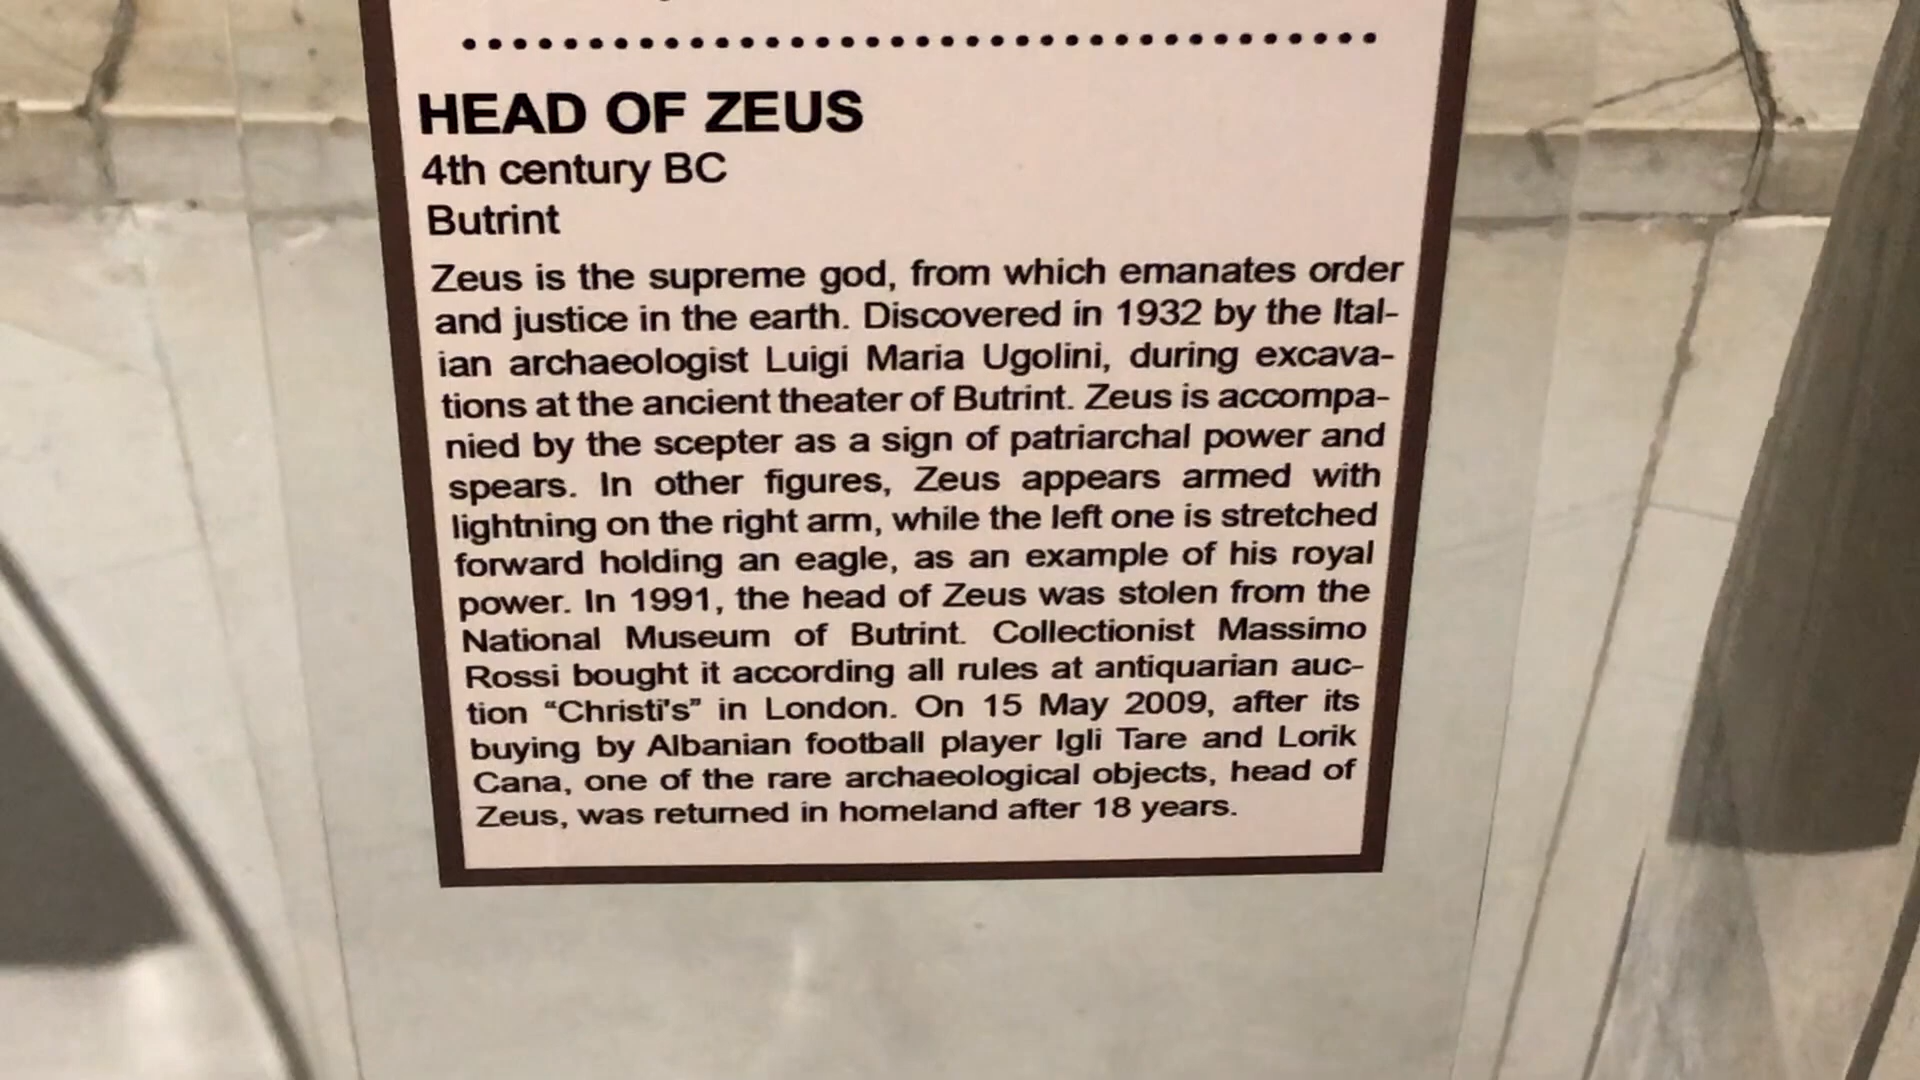 HEAD OF ZEUS
4th century BC
Butrint
Zeus is the supreme god, from which emanates order
and justice in the earth. Discovered in 1932 by the Ital-
ian archaeologist Luigi Maria Ugolini, during excava-
tions at the ancient theater of Butrint. Zeus is accompa-
nied by the scepter as a sign of patriarchal power and
spears. In other figures, Zeus appears armed with
lightning on the right arm, while the left one is stretched
forward holding an eagle, as an example of his royal
power. In 1991, the head of Zeus was stolen from the
National Museum of Butrint. Collectionist Massimo
Rossi bought it according all rules at antiquarian auc-
tion “Christi's” in London. On 15 May 2009, after its
buying by Albanian football player Igli Tare and Lorik
Cana, one of the rare archaeological objects, head of
Zeus, was returned in homeland after 18 years.